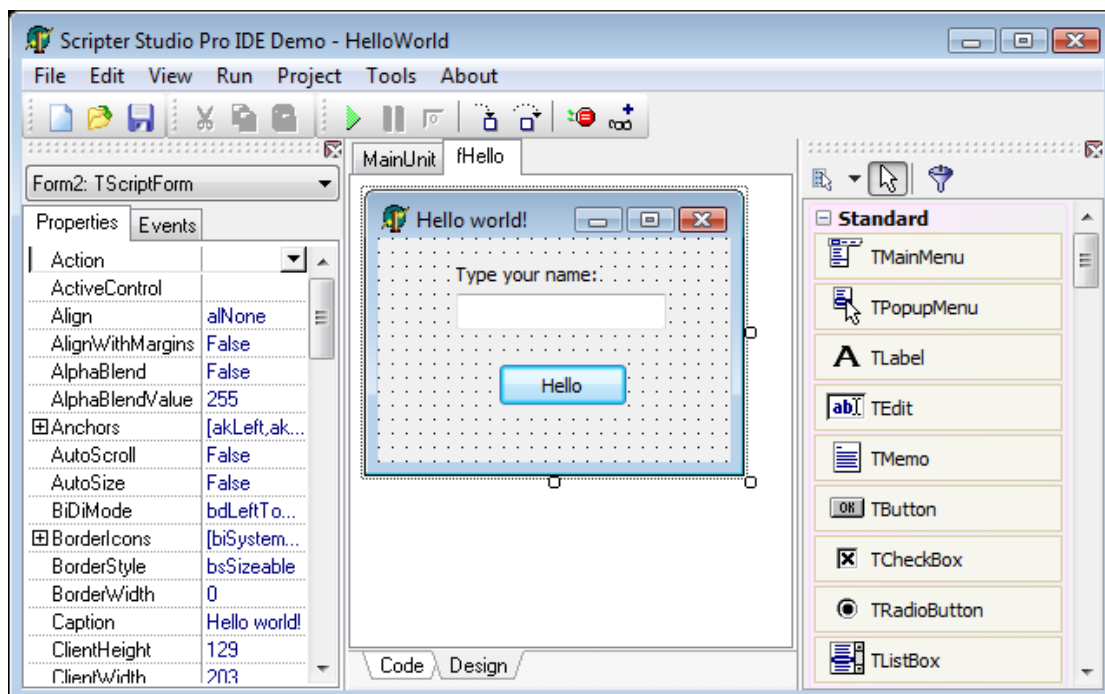 Scripter Studio Pro IDE Demo - HelloWorld
File Edit View Run Project Tools About
Form2: TScriptForm
Properties Events
Action
ActiveControl
Align alNone
AlignWithMargins False
AlphaBlend False
AlphaBlendValue 255
Anchors [akLeft,ak...
AutoScroll False
AutoSize False
BiDiMode bdLeftTo...
BorderIcons [biSystem...
BorderStyle bsSizeable
BorderWidth 0
Caption Hello world!
ClientHeight 129
ClientWidth 203
MainUnit fHello
Hello world!
Type your name:
Hello
Code Design
Standard
TMainMenu
TPopupMenu
A TLabel
ab TEdit
TMemo
OK TButton
TCheckBox
TRadioButton
TListBox